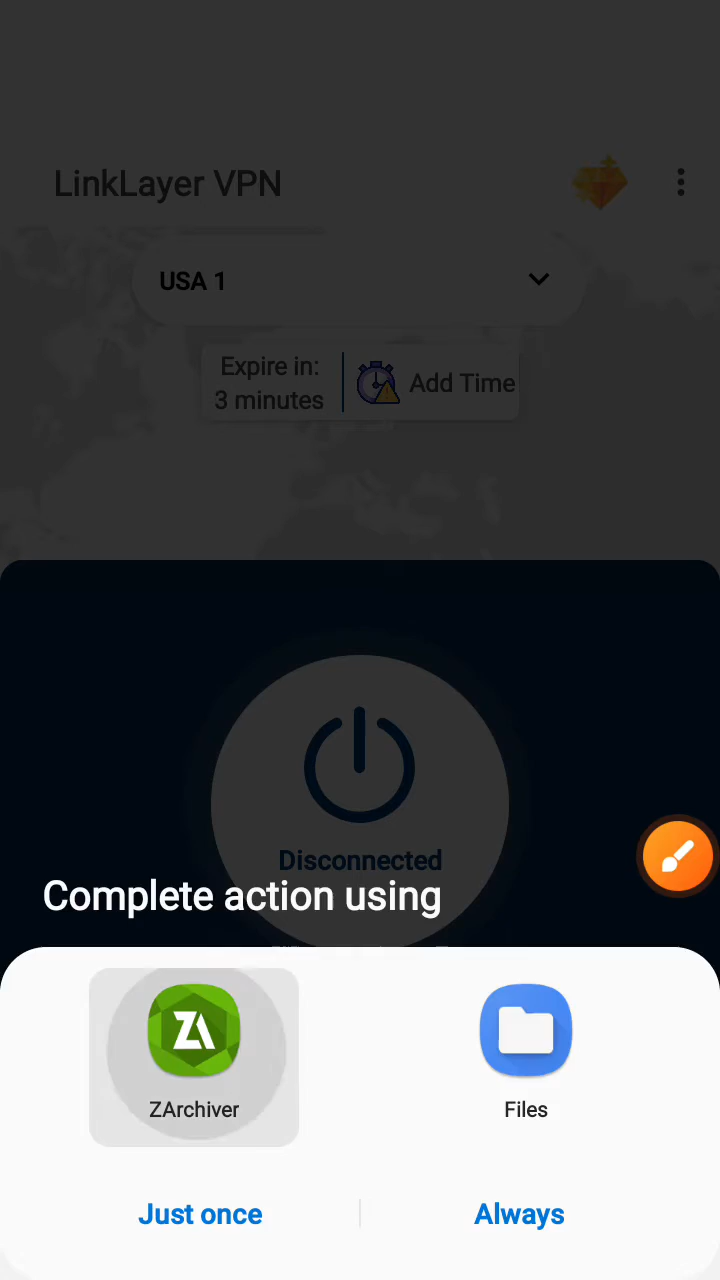 LinkLayer VPN
USA 1
Expire in:
3 minutes
Add Time
Disconnected
Complete action using
ZA
ZArchiver
Files
Just once
Always